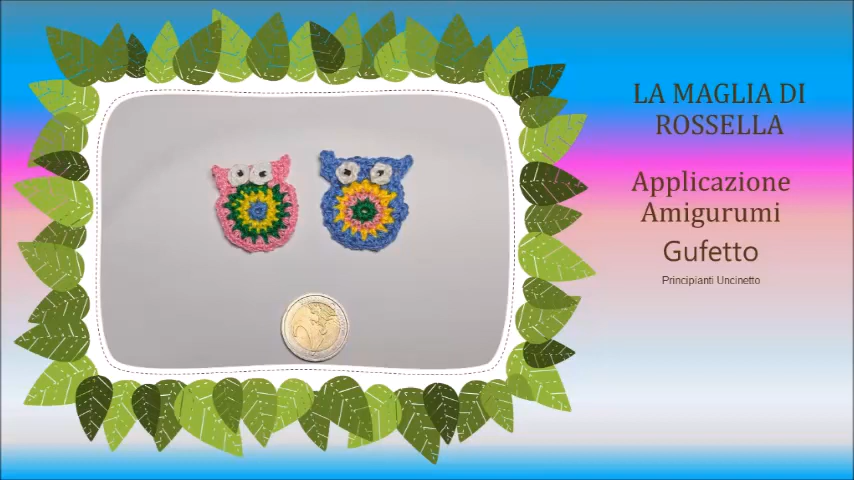 LA MAGLIA DI
ROSSELLA
Applicazione
Amigurumi
Gufetto
Principianti Uncinetto